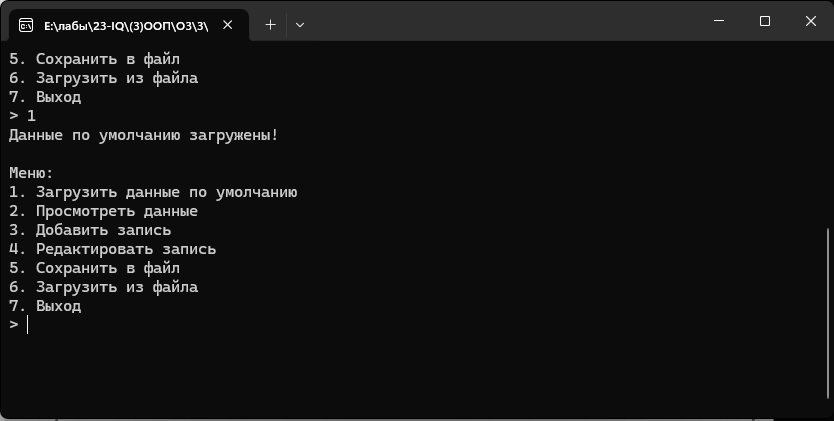 E:\лабы\23-IQ\(3)ООП\ОЗ\3\
5. Сохранить в файл
6. Загрузить из файла
7. Выход
> 1
Данные по умолчанию загружены!
Меню:
1. Загрузить данные по умолчанию
2. Просмотреть данные
3. Добавить запись
4. Редактировать запись
5. Сохранить в файл
6. Загрузить из файла
7. Выход
>